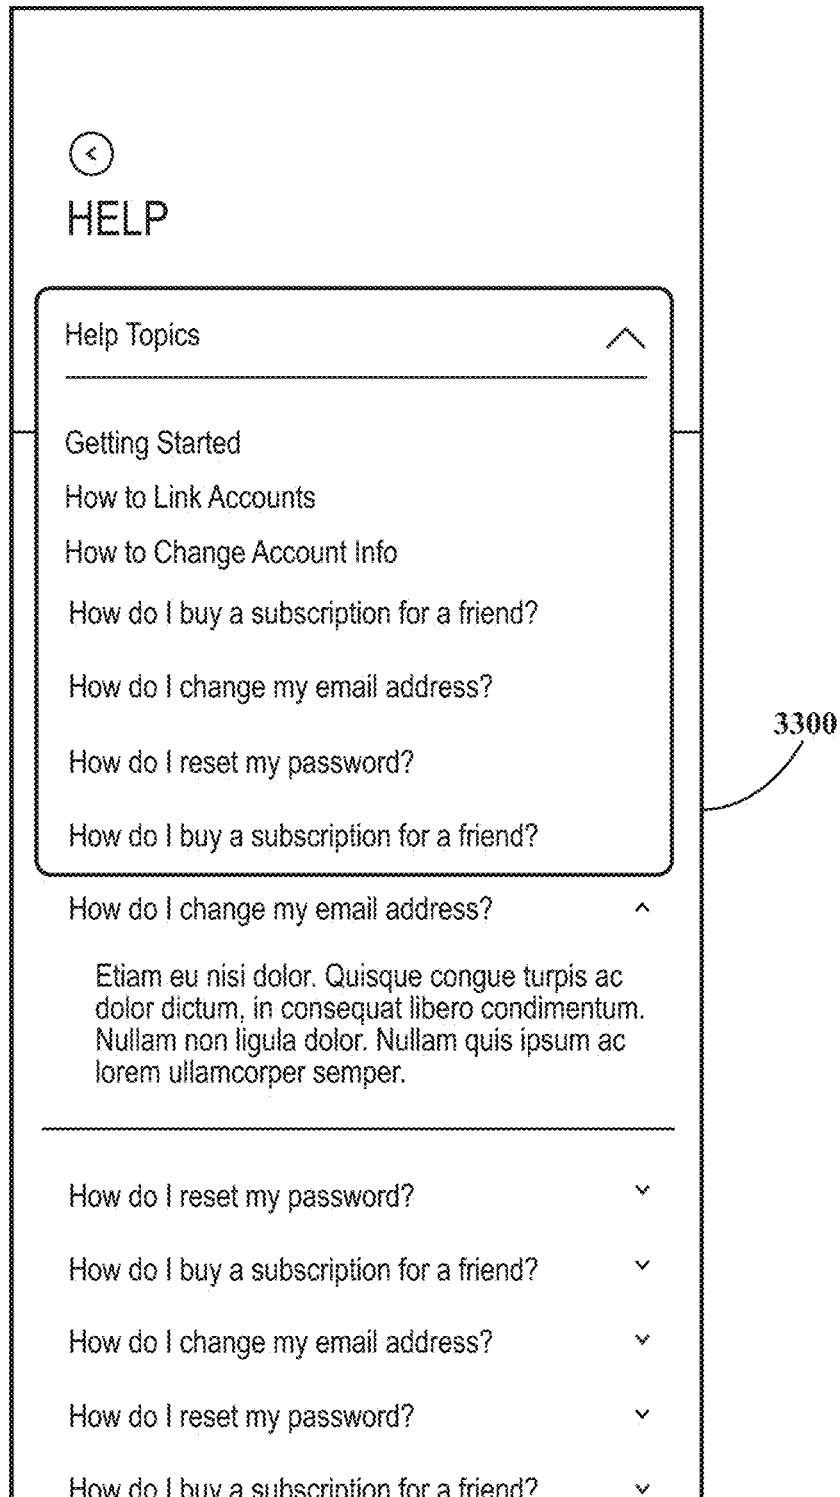 HELP
Help Topics
Getting Started
How to Link Accounts
How to Change Account Info
How do I buy a subscription for a friend?
How do I change my email address?
3300
How do I reset my password?
How do I buy a subscription for a friend?
How do I change my email address?
Etiam eu nisi dolor. Quisque congue turpis ac
dolor dictum, in consequat libero condimentum.
Nullam non ligula dolor. Nullam quis ipsum ac
lorem ullamcorper semper.
How do I reset my password?
How do I buy a subscription for a friend?
How do I change my email address?
How do I reset my password?
How do I buy a subscription for a friend?